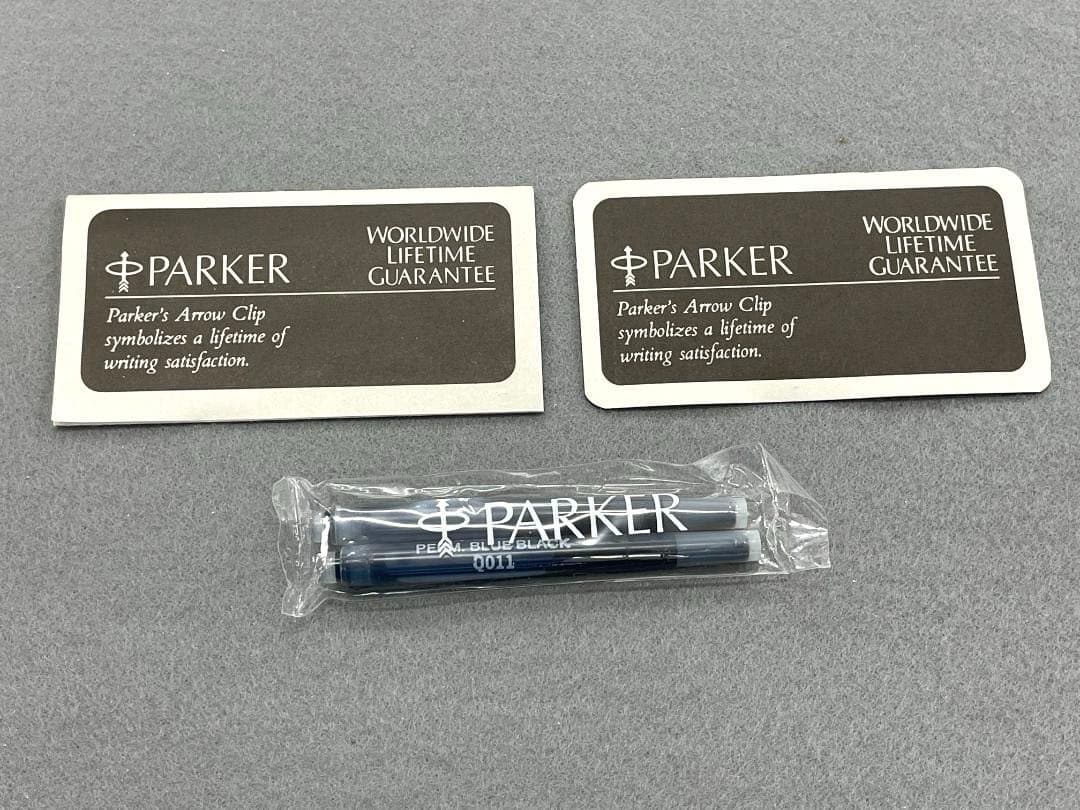 PARKER
WORLDWIDE
LIFETIME
GUARANTEE
Parker's Arrow Clip
symbolizes a lifetime of
writing satisfaction.
PARKER
WORLDWIDE
LIFETIME
GUARANTEE
Parker's Arrow Clip
symbolizes a lifetime of
writing satisfaction.
PARKER
PERM. BLUE BLACK
Q011